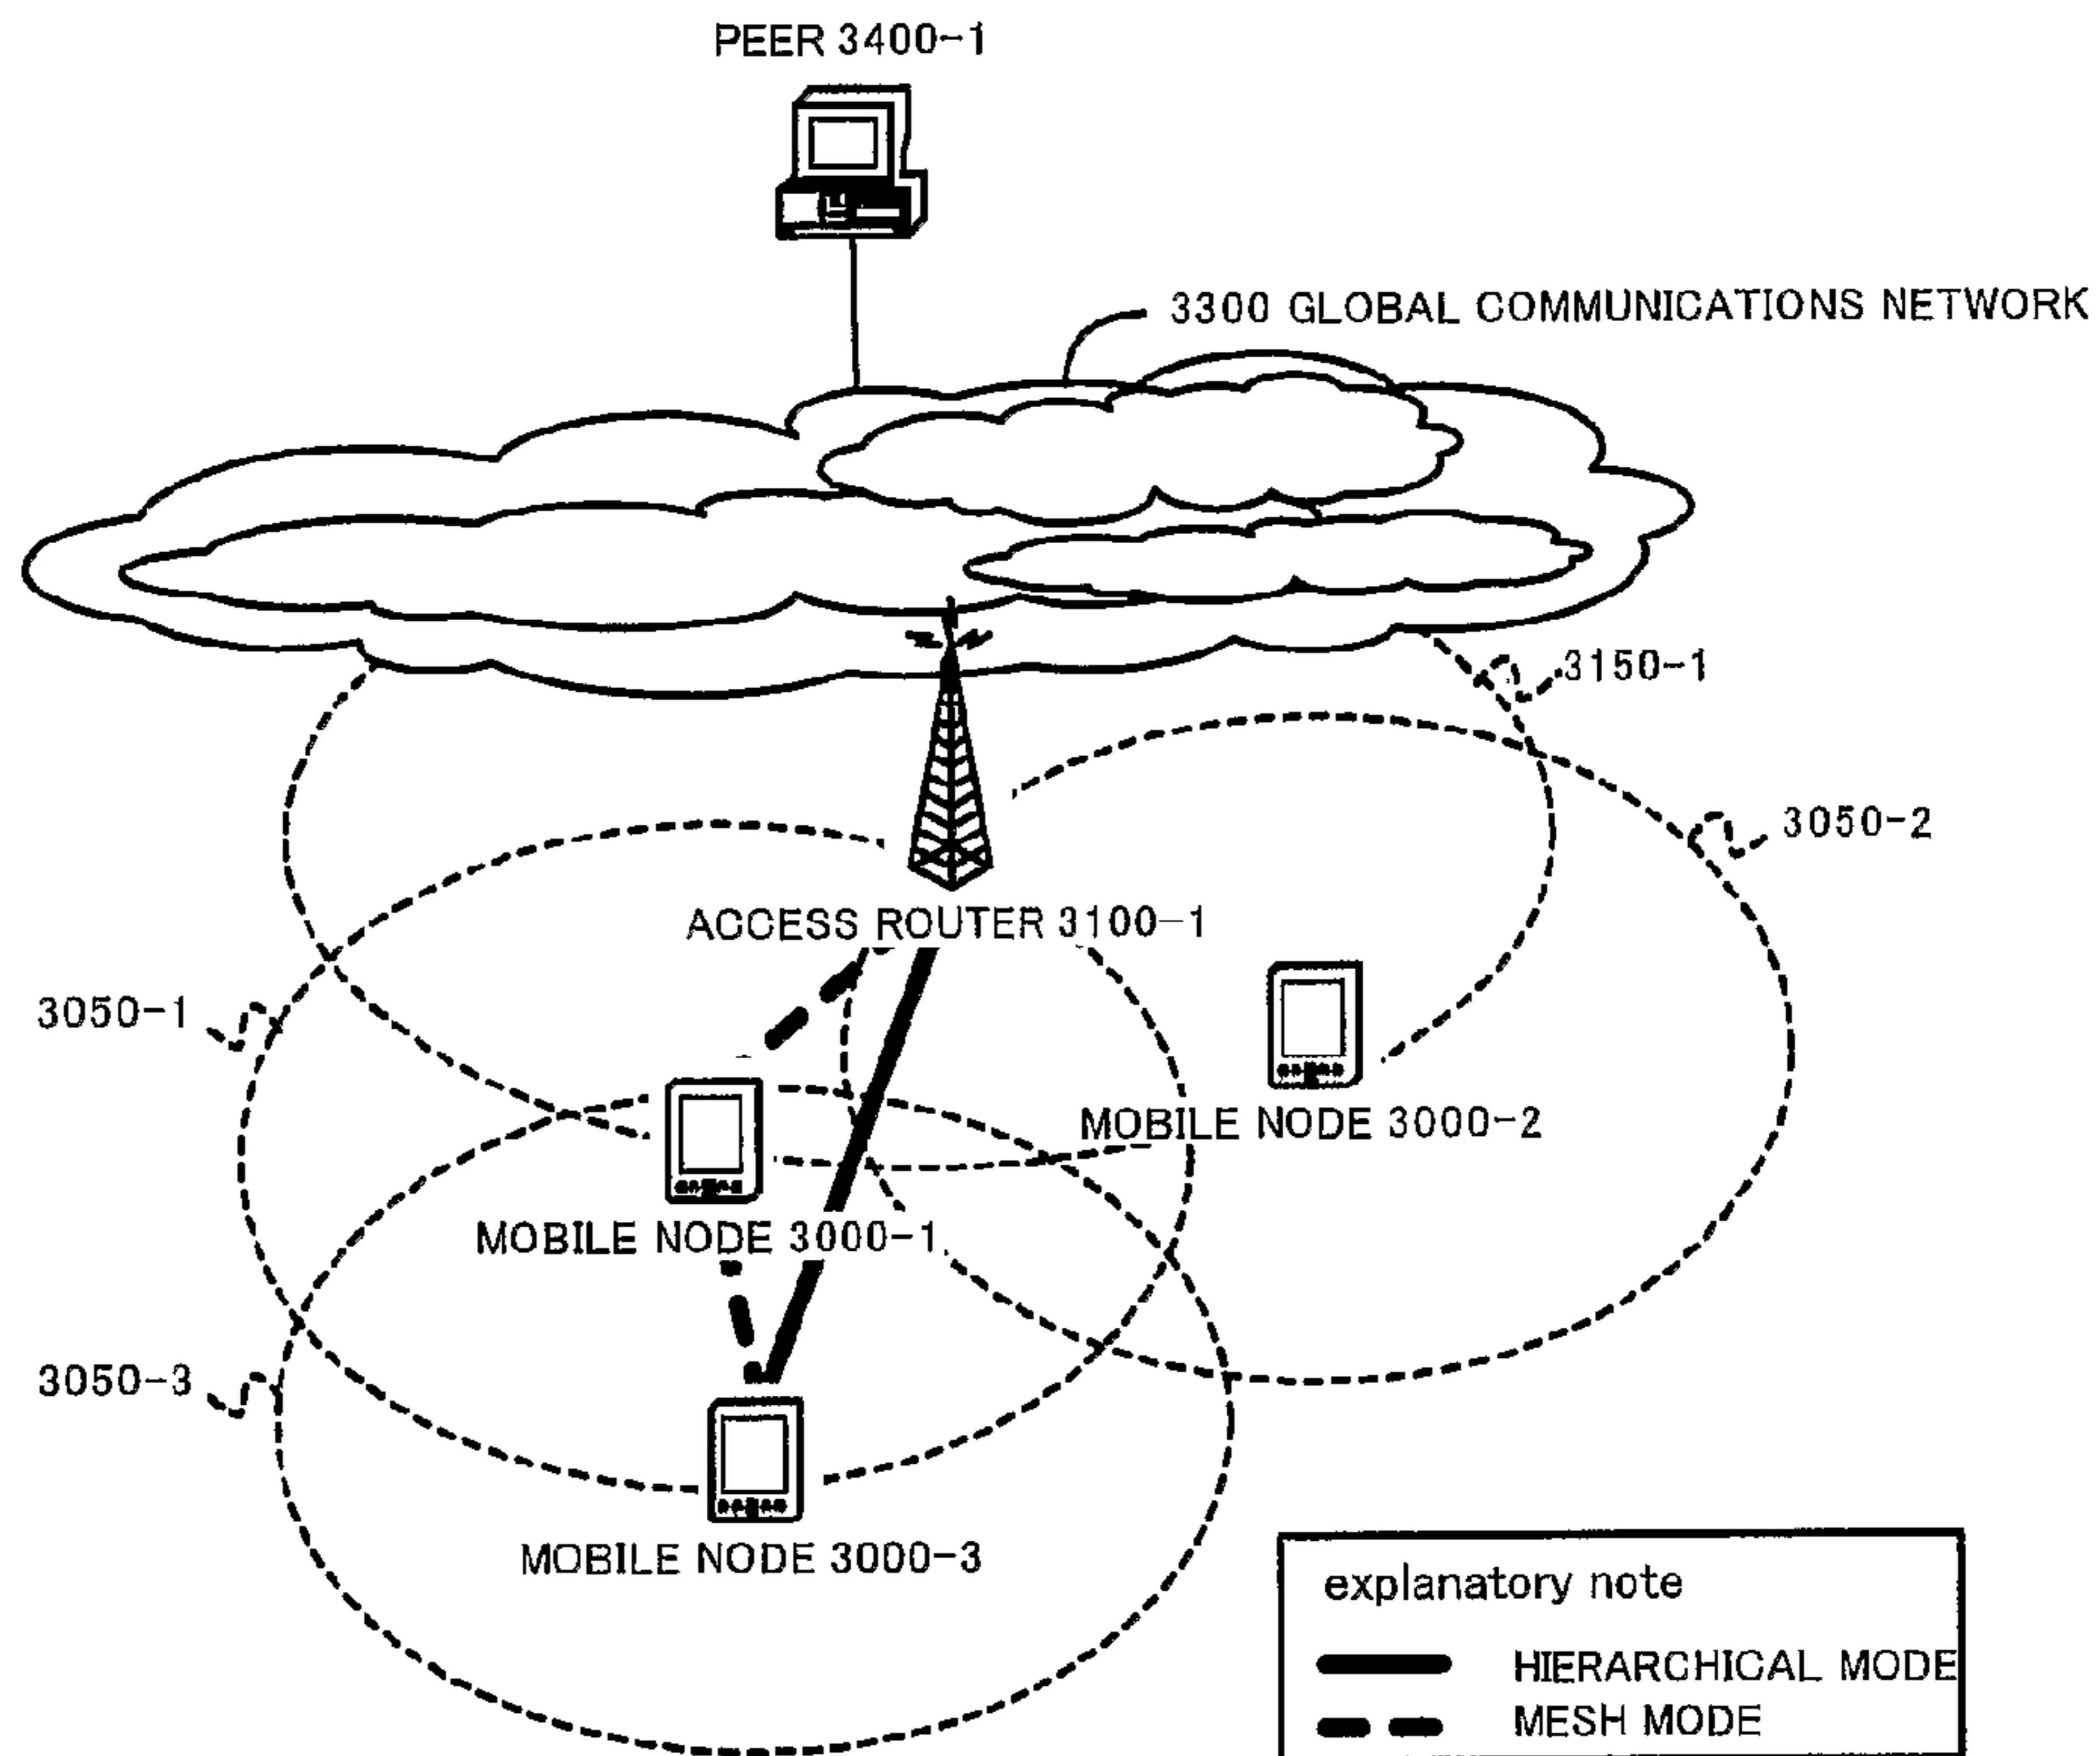 PEER 3400-1
3300 GLOBAL COMMUNICATIONS NETWORK
3150-1
3050-2
ACCESS ROUTER 3100-1
3050-1
MOBILE NODE 3000-2
MOBILE NODE 3000-1
3050-3
MOBILE NODE 3000-3
explanatory note
HIERARCHICAL MODE
MESH MODE